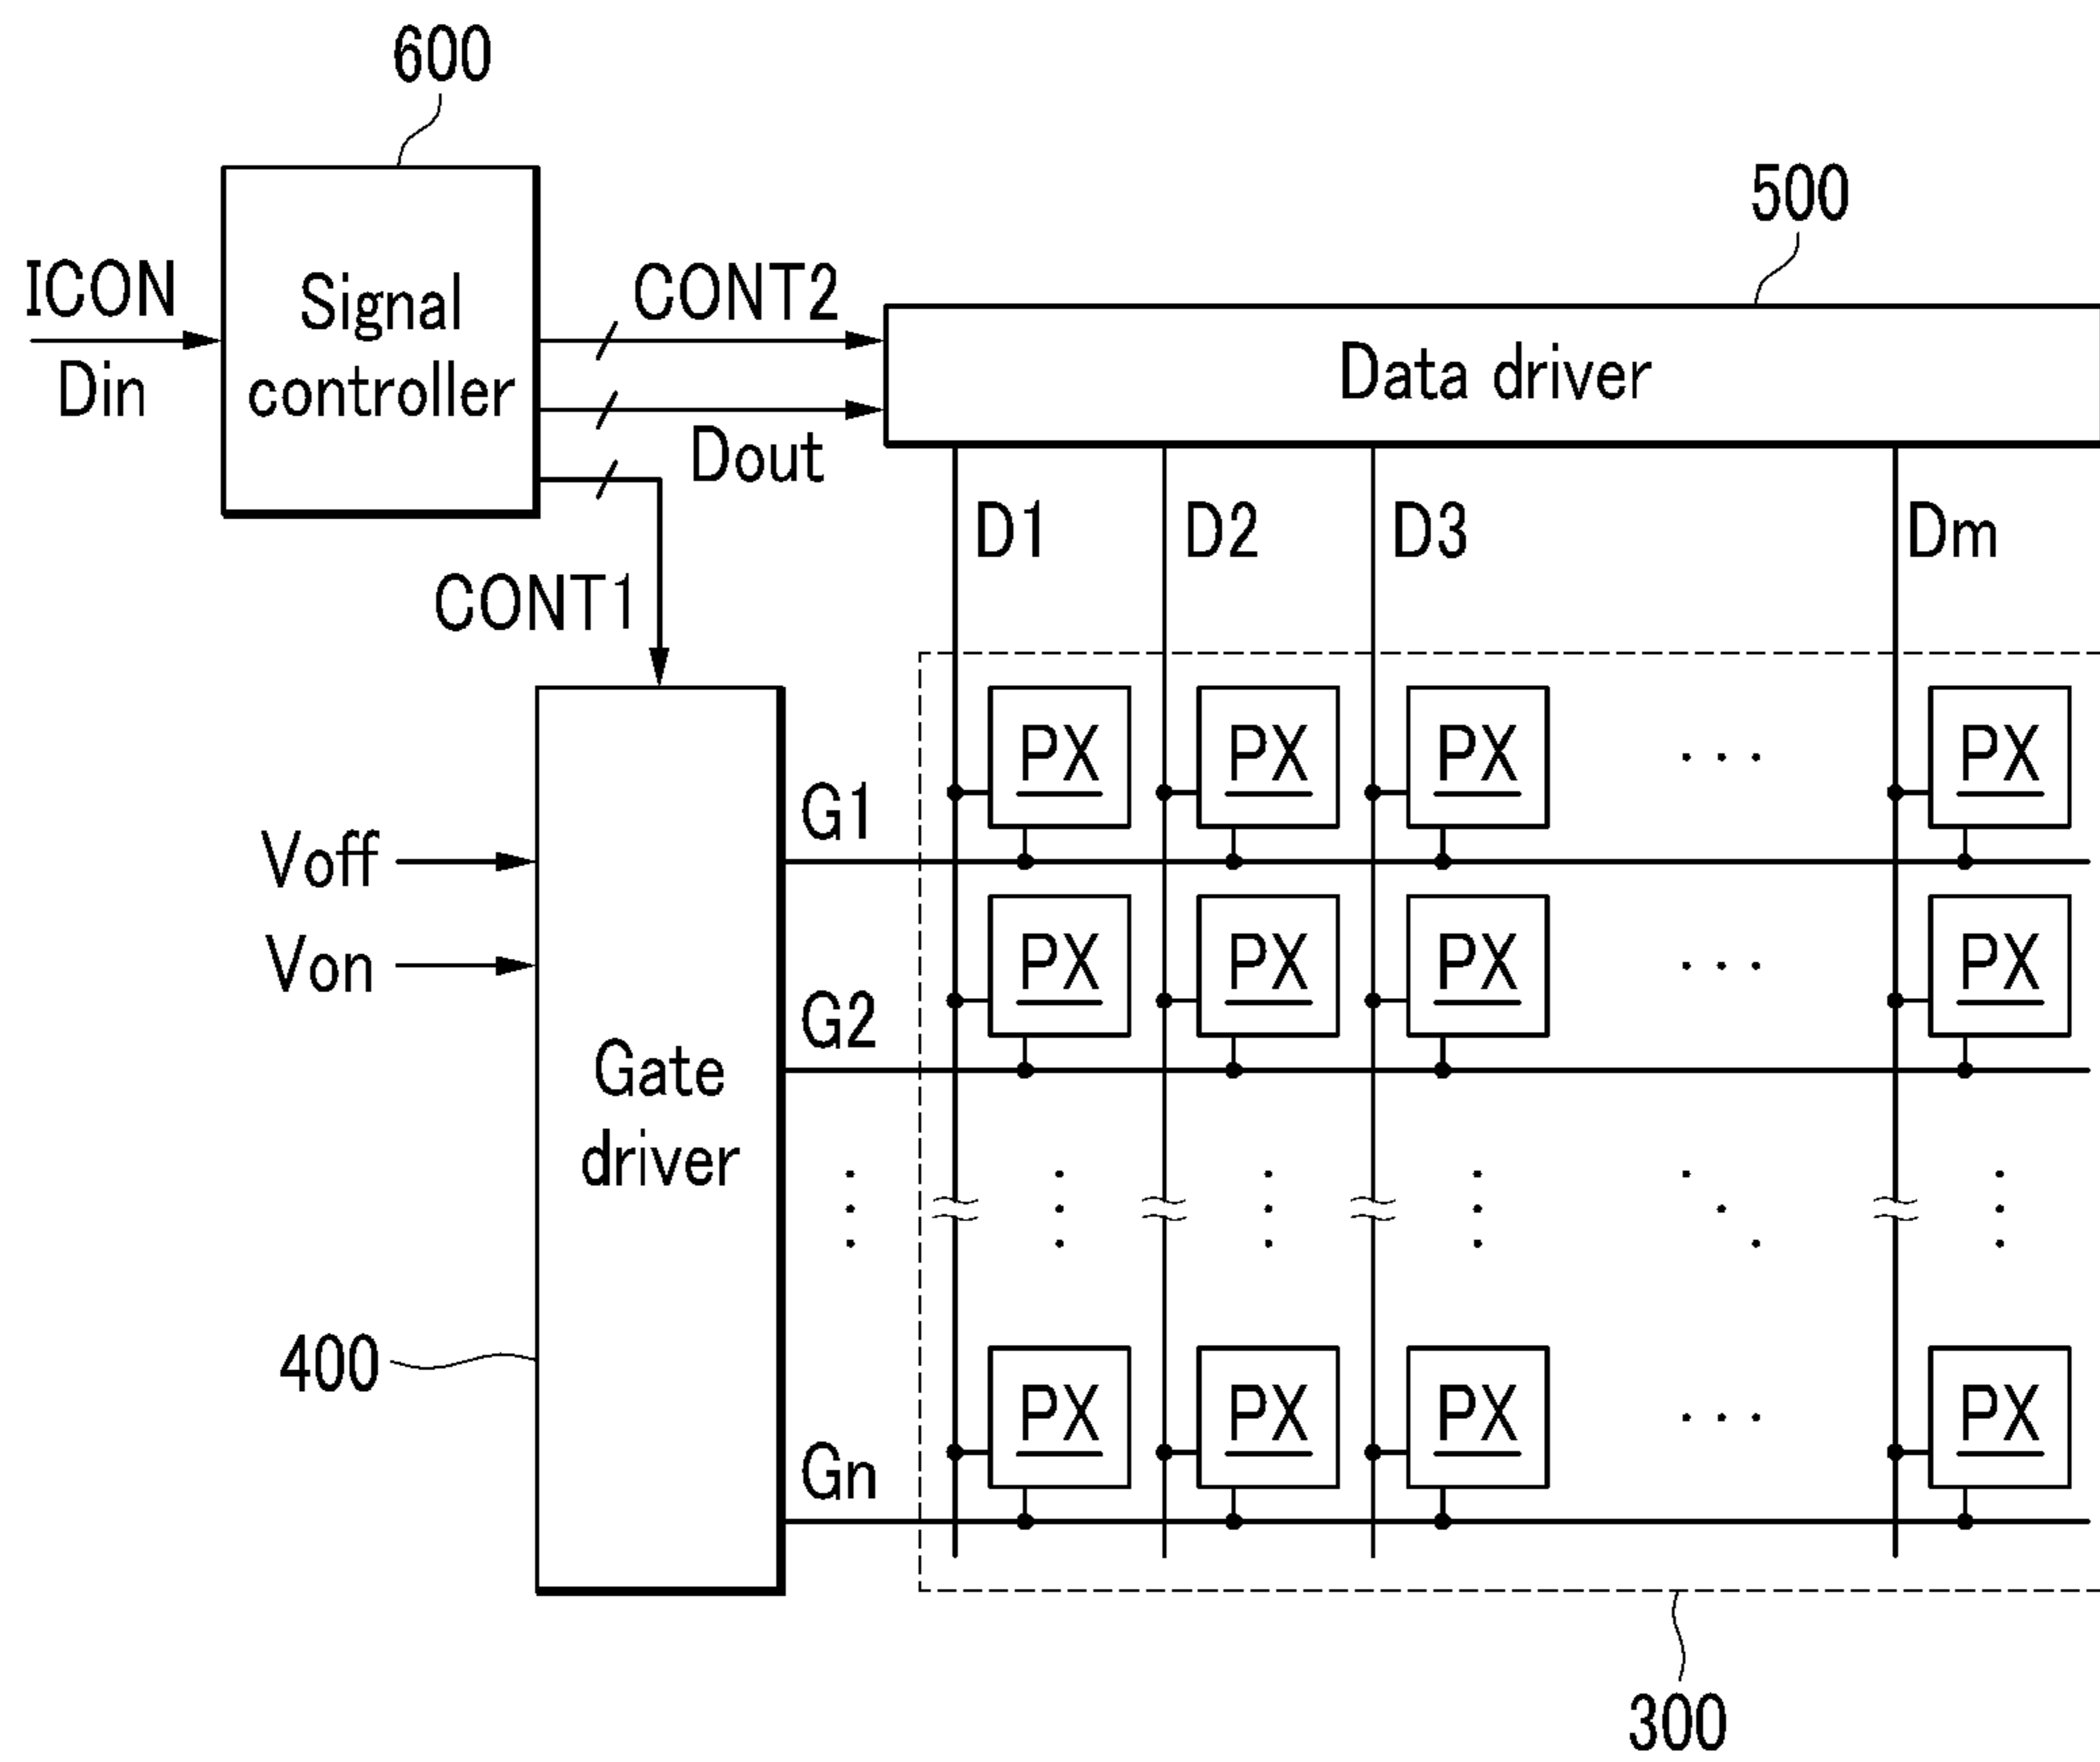 600
500
ICON
Din
Signal
controller
CONT2
Dout
Data driver
CONT1
D1 D2 D3 Dm
PX PX PX ... PX
G1
Voff
Von
PX PX PX ... PX
G2
Gate
driver
400
PX PX PX ... PX
Gn
300